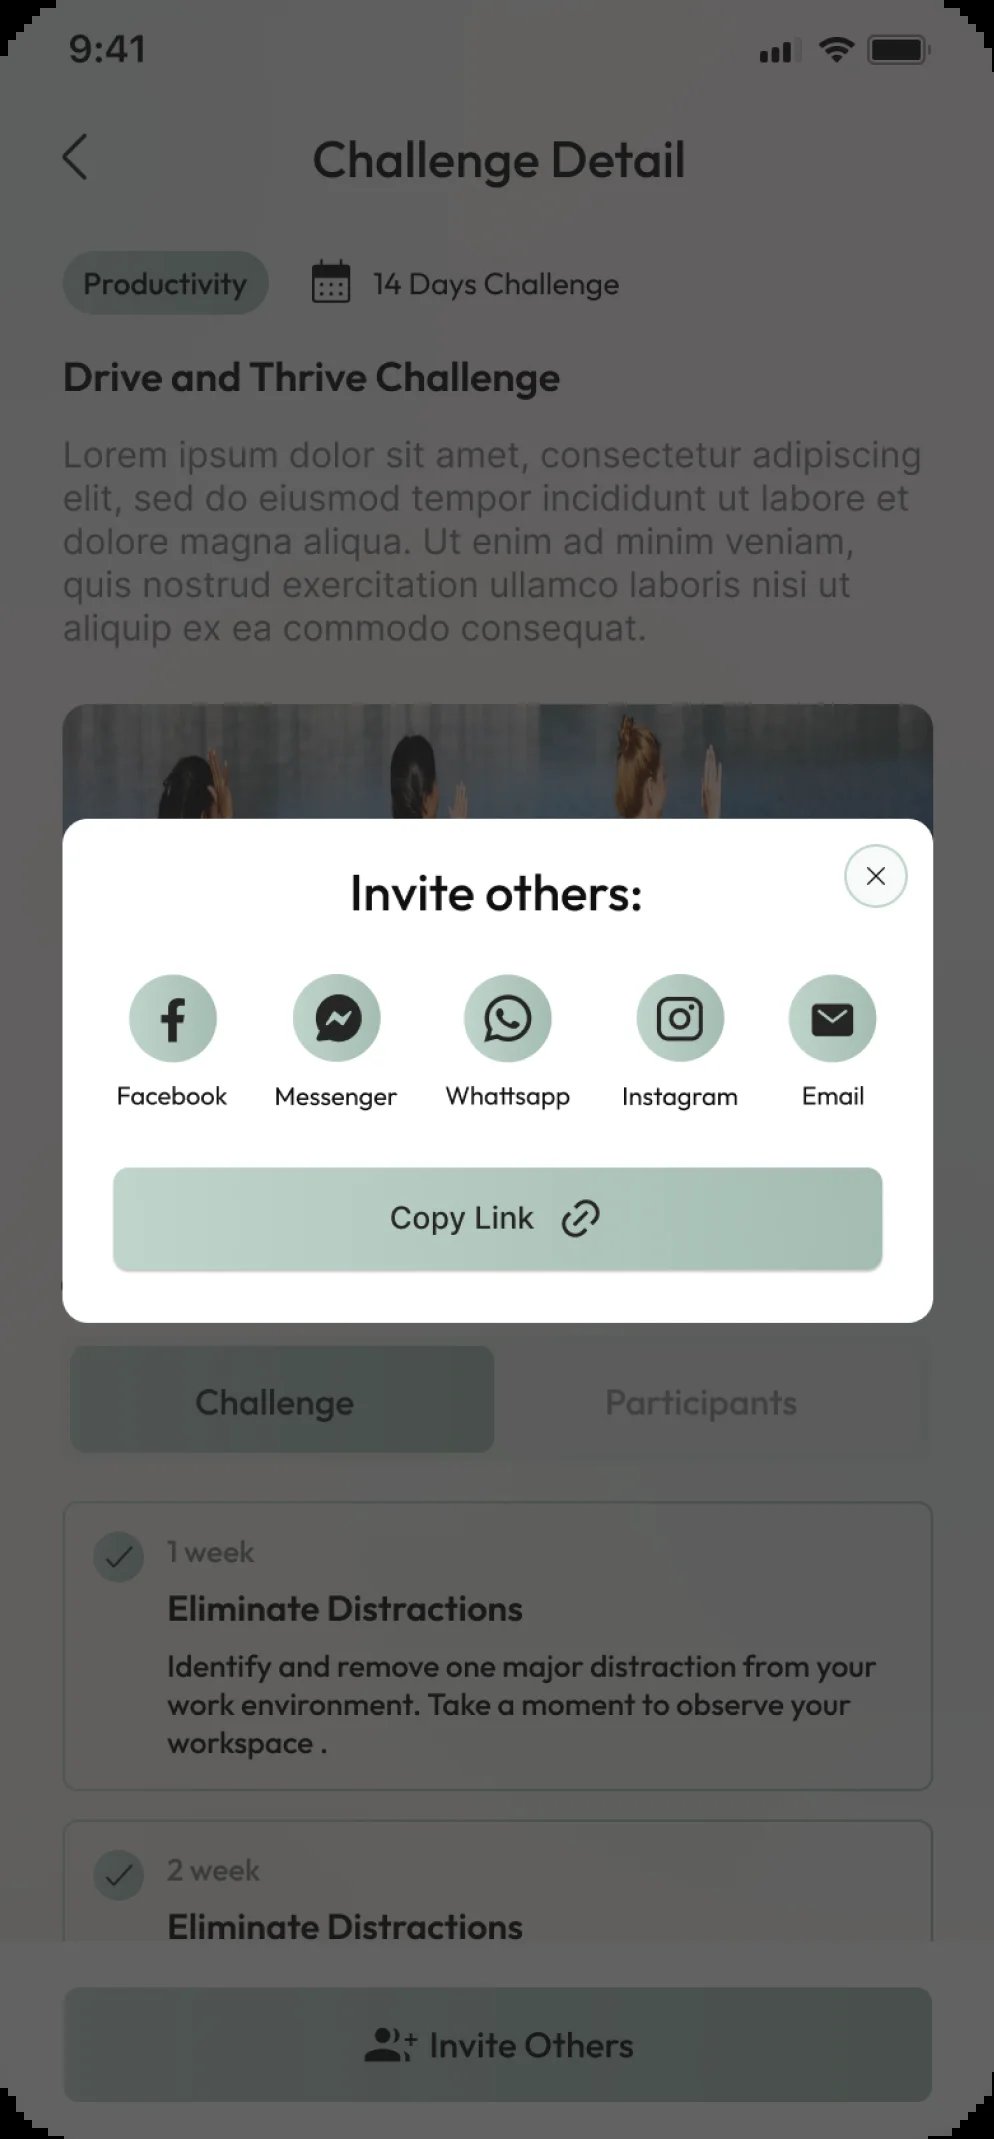 9:41
Challenge Detail
Productivity
14 Days Challenge
Drive and Thrive Challenge
Lorem ipsum dolor sit amet, consectetur adipiscing
elit, sed do eiusmod tempor incididunt ut labore et
dolore magna aliqua. Ut enim ad minim veniam,
quis nostrud exercitation ullamco laboris nisi ut
aliquip ex ea commodo consequat.
Invite others:
Facebook
Messenger
Whattsapp
Instagram
Email
Copy Link
Challenge
Participants
1 week
Eliminate Distractions
Identify and remove one major distraction from your
work environment. Take a moment to observe your
workspace .
2 week
Eliminate Distractions
Invite Others